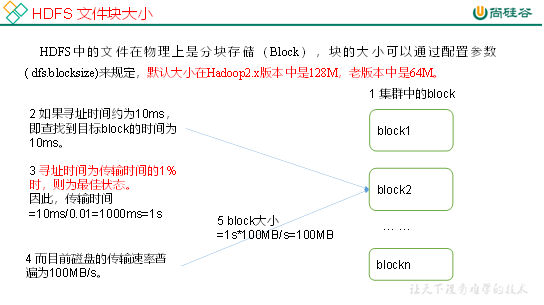 HDFS 文件块大小
尚硅谷
HDFS中的文件在物理上是分块存储（Block），块的大小可以通过配置参数
( dfs.blocksize)来规定，默认大小在Hadoop2.x版本中是128M，老版本中是64M。
1 集群中的block
2 如果寻址时间约为10ms，
即查找到目标block的时间为
10ms。
block1
3 寻址时间为传输时间的1%
时，则为最佳状态。
因此，传输时间
=10ms/0.01=1000ms=1s
block2
5 block大小
=1s*100MB/s=100MB
... ...
4 而目前磁盘的传输速率普
遍为100MB/s。
blockn
让天下没有难学的技术